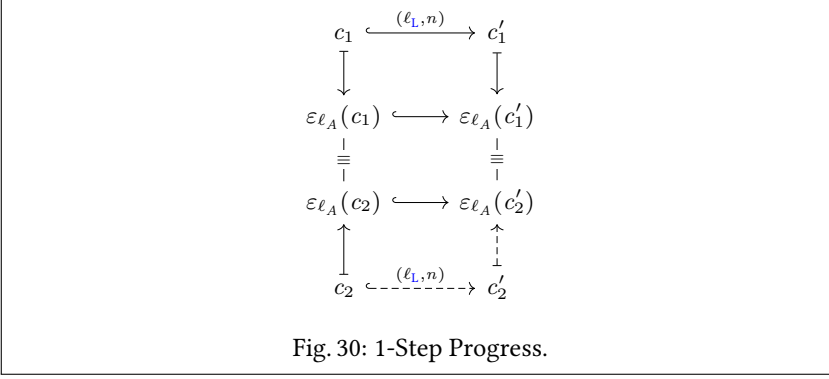 c₁ (ℓ_L,n) c′₁
ε_{ℓ_A}(c₁) ε_{ℓ_A}(c′₁)
≡ ≡
ε_{ℓ_A}(c₂) ε_{ℓ_A}(c′₂)
c₂ (ℓ_L,n) c′₂
Fig. 30: 1-Step Progress.